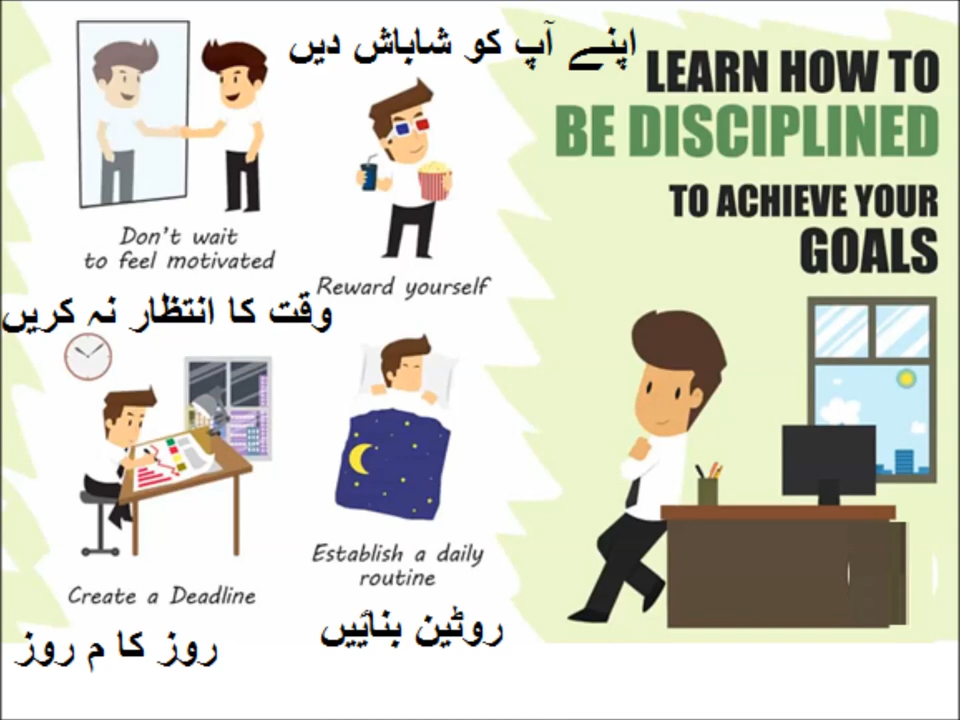 اپنے آپ کو شاباش دیں
LEARN HOW TO
BE DISCIPLINED
TO ACHIEVE YOUR
GOALS
Don't wait
to feel motivated
Reward yourself
وقت کا انتظار نہ کریں
Create a Deadline
Establish a daily
routine
روز کا م روز
روٹین بنائیں